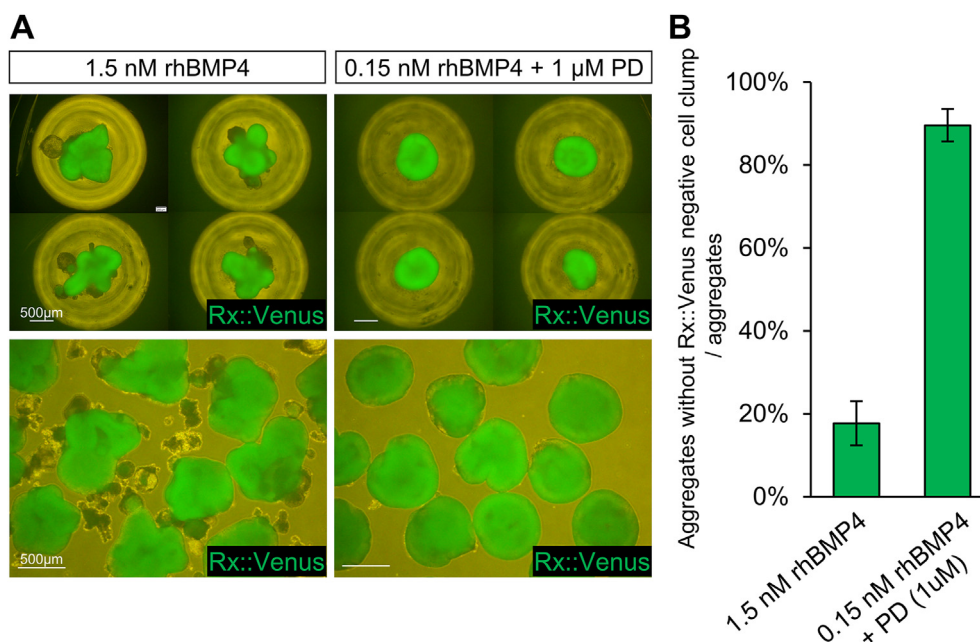 A
1.5 nM rhBMP4
0.15 nM rhBMP4 + 1 µM PD
500µm
Rx::Venus
Rx::Venus
500µm
Rx::Venus
Rx::Venus
B
Aggregates without Rx::Venus negative cell clump
/ aggregates
100%
80%
60%
40%
20%
0%
1.5 nM rhBMP4
0.15 nM rhBMP4
+ PD (1uM)